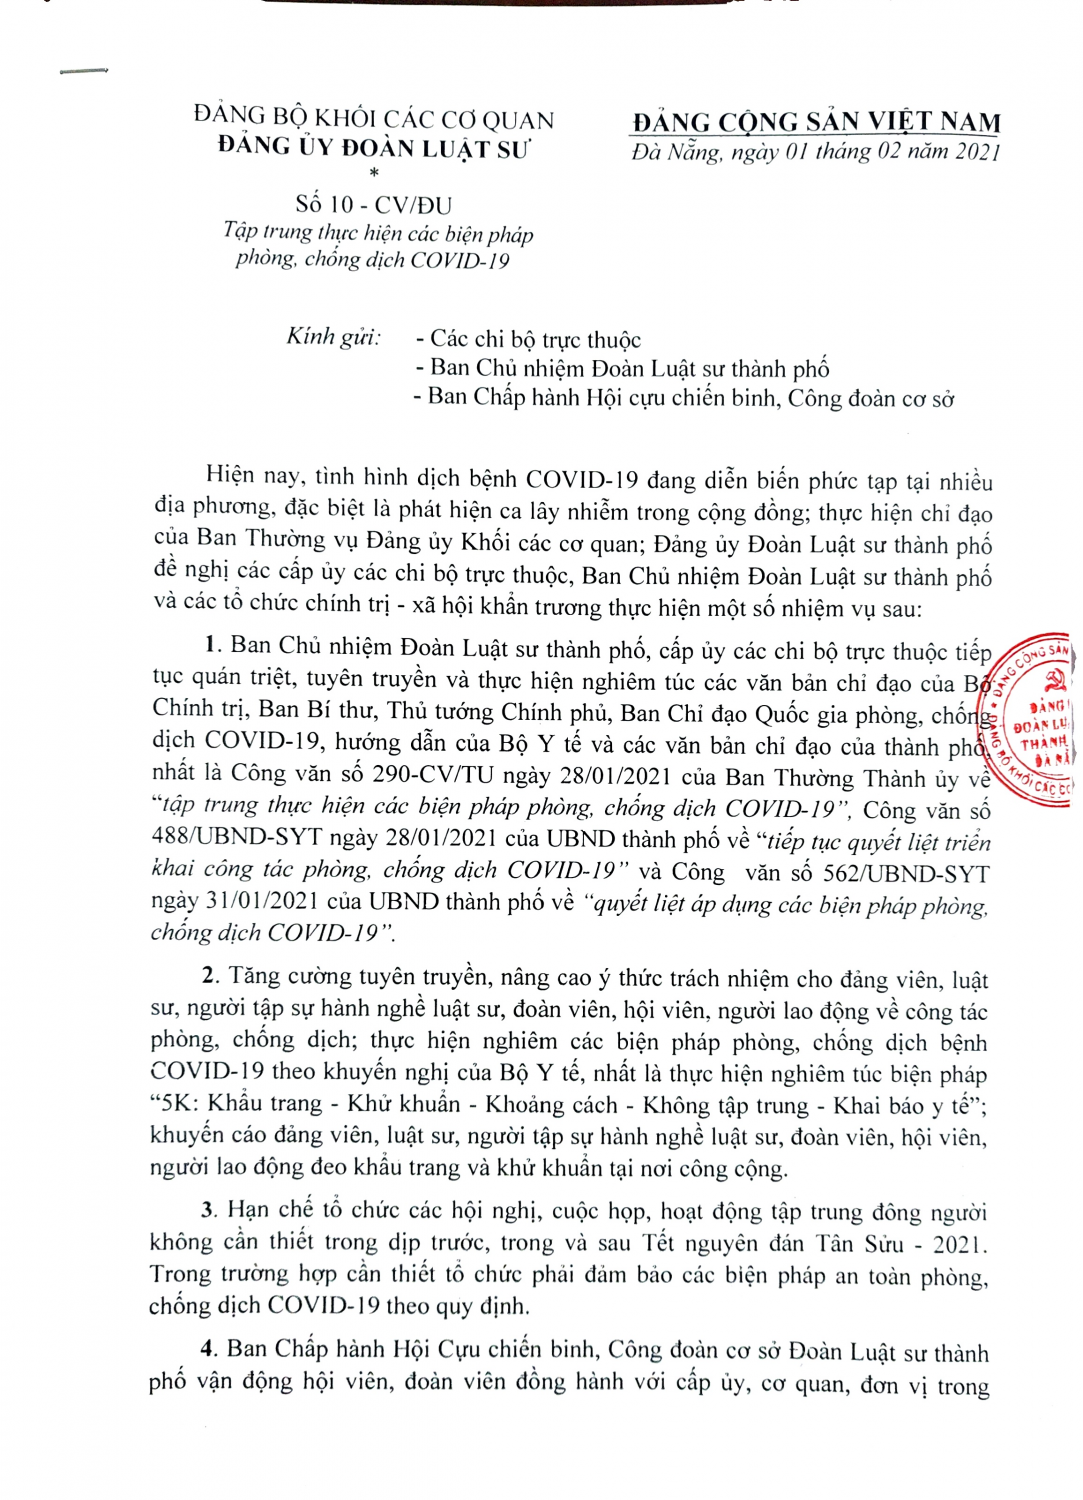 ĐẢNG BỘ KHỐI CÁC CƠ QUAN
ĐẢNG ỦY ĐOÀN LUẬT SƯ
*
Số 10 - CV/ĐU
Tập trung thực hiện các biện pháp
phòng, chống dịch COVID-19
ĐẢNG CỘNG SẢN VIỆT NAM
Đà Nẵng, ngày 01 tháng 02 năm 2021
Kính gửi: - Các chi bộ trực thuộc
- Ban Chủ nhiệm Đoàn Luật sư thành phố
- Ban Chấp hành Hội cựu chiến binh, Công đoàn cơ sở
Hiện nay, tình hình dịch bệnh COVID-19 đang diễn biến phức tạp tại nhiều
địa phương, đặc biệt là phát hiện ca lây nhiễm trong cộng đồng; thực hiện chỉ đạo
của Ban Thường vụ Đảng ủy Khối các cơ quan; Đảng ủy Đoàn Luật sư thành phố
đề nghị các cấp ủy các chi bộ trực thuộc, Ban Chủ nhiệm Đoàn Luật sư thành phố
và các tổ chức chính trị - xã hội khẩn trương thực hiện một số nhiệm vụ sau:
1. Ban Chủ nhiệm Đoàn Luật sư thành phố, cấp ủy các chi bộ trực thuộc tiếp
tục quán triệt, tuyên truyền và thực hiện nghiêm túc các văn bản chỉ đạo của Bộ
Chính trị, Ban Bí thư, Thủ tướng Chính phủ, Ban Chỉ đạo Quốc gia phòng, chống
dịch COVID-19, hướng dẫn của Bộ Y tế và các văn bản chỉ đạo của thành phố,
nhất là Công văn số 290-CV/TU ngày 28/01/2021 của Ban Thường Thành ủy về
“tập trung thực hiện các biện pháp phòng, chống dịch COVID-19”, Công văn số
488/UBND-SYT ngày 28/01/2021 của UBND thành phố về “tiếp tục quyết liệt triển
khai công tác phòng, chống dịch COVID-19” và Công văn số 562/UBND-SYT
ngày 31/01/2021 của UBND thành phố về “quyết liệt áp dụng các biện pháp phòng,
chống dịch COVID-19”.
2. Tăng cường tuyên truyền, nâng cao ý thức trách nhiệm cho đảng viên, luật
sư, người tập sự hành nghề luật sư, đoàn viên, hội viên, người lao động về công tác
phòng, chống dịch; thực hiện nghiêm các biện pháp phòng, chống dịch bệnh
COVID-19 theo khuyến nghị của Bộ Y tế, nhất là thực hiện nghiêm túc biện pháp
“5K: Khẩu trang - Khử khuẩn - Khoảng cách - Không tập trung - Khai báo y tế”;
khuyến cáo đảng viên, luật sư, người tập sự hành nghề luật sư, đoàn viên, hội viên,
người lao động đeo khẩu trang và khử khuẩn tại nơi công cộng.
3. Hạn chế tổ chức các hội nghị, cuộc họp, hoạt động tập trung đông người
không cần thiết trong dịp trước, trong và sau Tết nguyên đán Tân Sửu - 2021.
Trong trường hợp cần thiết tổ chức phải đảm bảo các biện pháp an toàn phòng,
chống dịch COVID-19 theo quy định.
4. Ban Chấp hành Hội Cựu chiến binh, Công đoàn cơ sở Đoàn Luật sư thành
phố vận động hội viên, đoàn viên đồng hành với cấp ủy, cơ quan, đơn vị trong
ĐẢNG CỘNG SẢN
ĐẢNG
ĐOÀN LU
THÀNH
ĐÀ NẴ
ĐẢNG BỘ KHỐI CÁC CƠ